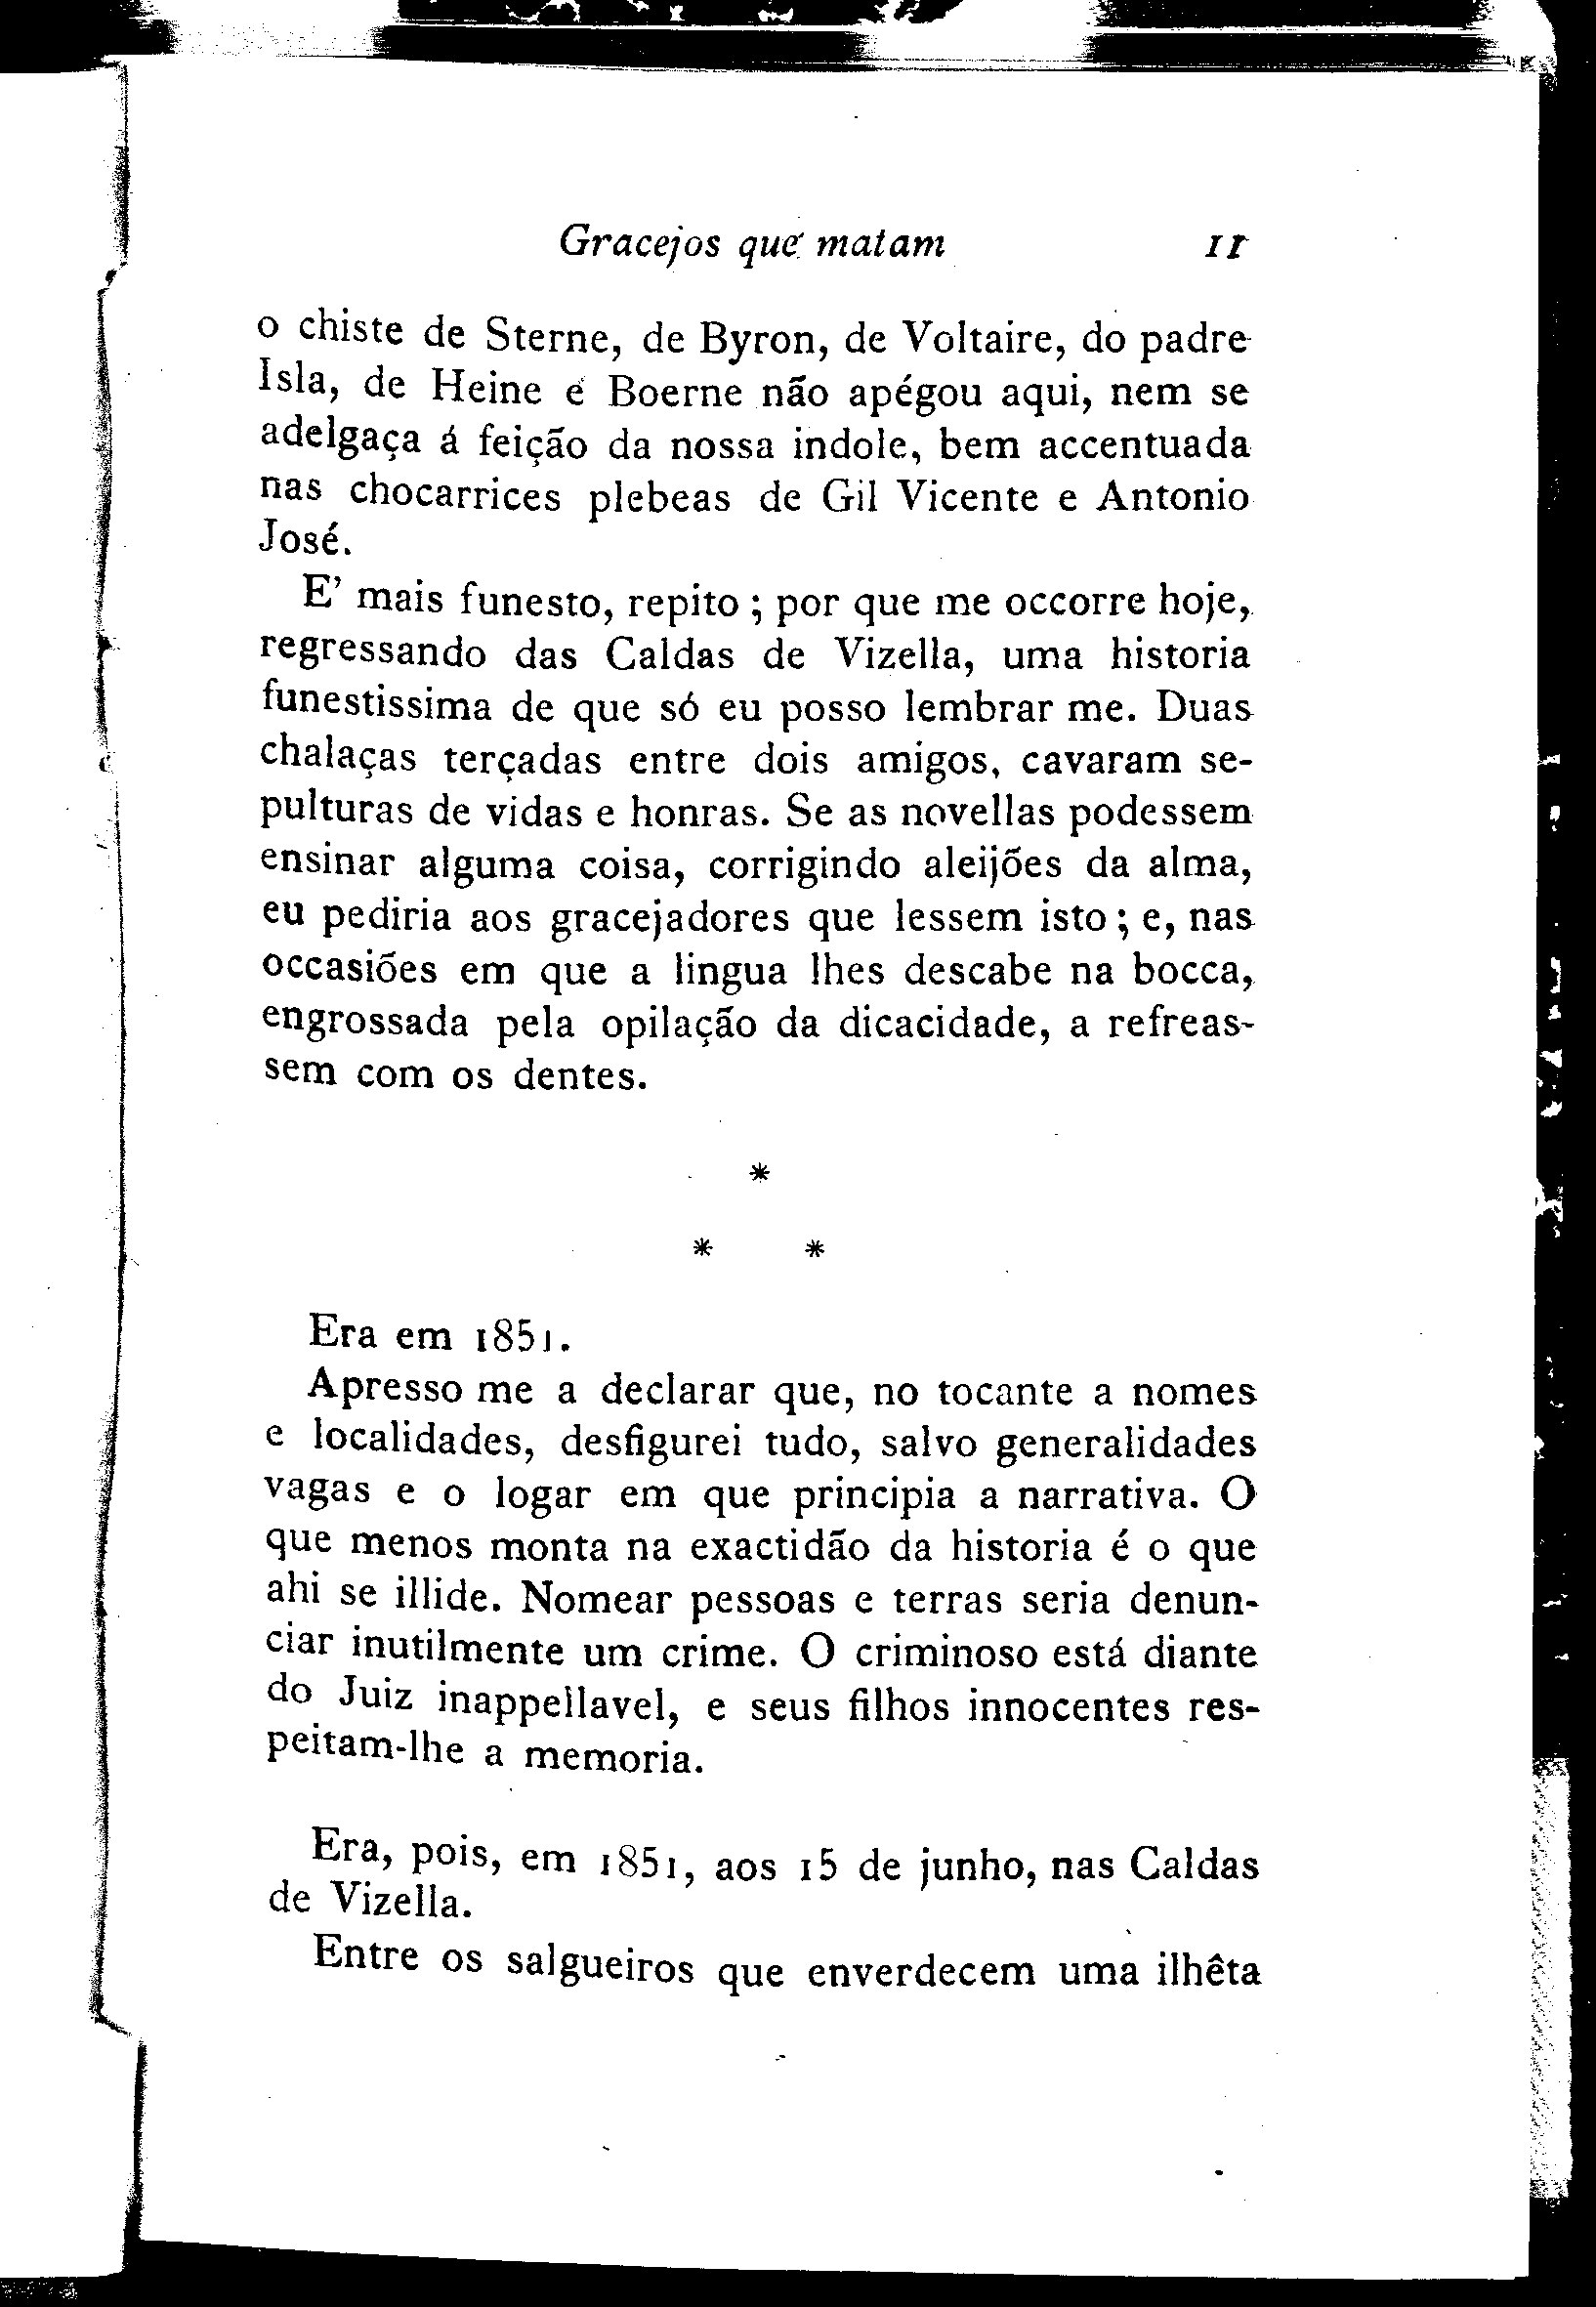 Gracejos que matam 11
o chiste de Sterne, de Byron, de Voltaire, do padre
Isla, de Heine e Boerne não apégou aqui, nem se
adelgaça á feição da nossa indole, bem accentuada
nas chocarrices plebeas de Gil Vicente e Antonio
José.
E' mais funesto, repito ; por que me occorre hoje,
regressando das Caldas de Vizella, uma historia
funestissima de que só eu posso lembrar me. Duas
chalaças terçadas entre dois amigos, cavaram se-
pulturas de vidas e honras. Se as novellas podessem
ensinar alguma coisa, corrigindo aleijões da alma,
eu pediria aos gracejadores que lessem isto ; e, nas
occasiões em que a lingua lhes descabe na bocca,
engrossada pela opilação da dicacidade, a refreas-
sem com os dentes.
*
* *
Era em 1851.
Apresso me a declarar que, no tocante a nomes
e localidades, desfigurei tudo, salvo generalidades
vagas e o logar em que principia a narrativa. O
que menos monta na exactidão da historia é o que
ahi se illide. Nomear pessoas e terras seria denun-
ciar inutilmente um crime. O criminoso está diante
do Juiz inappellavel, e seus filhos innocentes res-
peitam-lhe a memoria.
Era, pois, em 1851, aos 15 de junho, nas Caldas
de Vizella.
Entre os salgueiros que enverdecem uma ilhêta